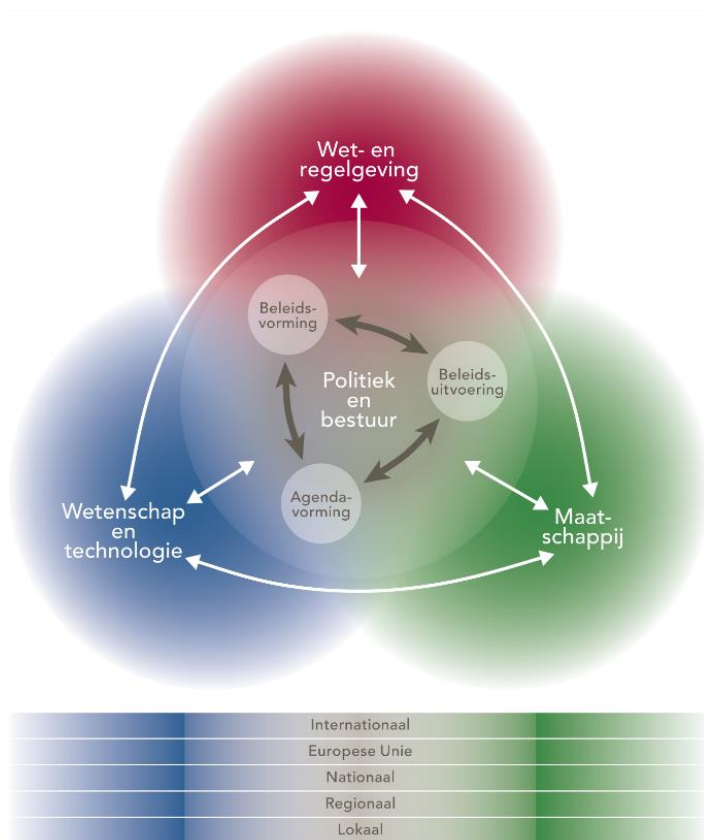 Wet- en
regelgeving
Beleids-
vorming
Beleids-
uitvoering
Politiek
en
bestuur
Agenda-
vorming
Wetenschap
en
technologie
Maat-
schappij
Internationaal
Europese Unie
Nationaal
Regionaal
Lokaal